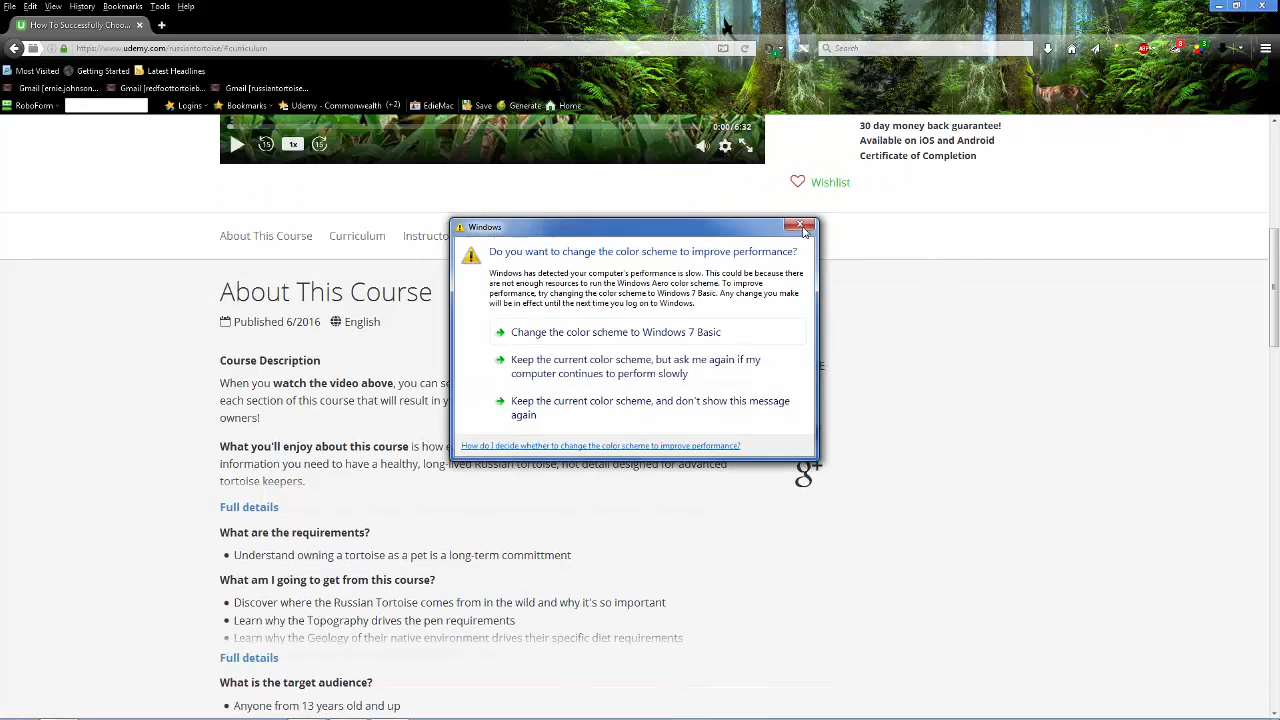 File Edit View History Bookmarks Tools Help
How To Successfully Choo...
https://www.udemy.com/russiantortoise/#curriculum
Search
Most Visited Getting Started Latest Headlines
Gmail [ernie.johnson... Gmail [redfoottortoieb... Gmail [russiantortoise...
RoboForm Logins Bookmarks Udemy - Commonwealth (+2) EdieMac Save Generate Home
0:00/6:32
15 1x 15
30 day money back guarantee!
Available on iOS and Android
Certificate of Completion
Wishlist
About This Course Curriculum Instructo
Windows
Do you want to change the color scheme to improve performance?
Windows has detected your computer's performance is slow. This could be because there
are not enough resources to run the Windows Aero color scheme. To improve
performance, try changing the color scheme to Windows 7 Basic. Any change you make
will be in effect until the next time you log on to Windows.
Change the color scheme to Windows 7 Basic
Keep the current color scheme, but ask me again if my
computer continues to perform slowly
Keep the current color scheme, and don't show this message
again
How do I decide whether to change the color scheme to improve performance?
About This Course
Published 6/2016 English
Course Description
When you watch the video above, you can se
each section of this course that will result in y
owners!
What you'll enjoy about this course is how e
information you need to have a healthy, long-lived Russian tortoise, not detail designed for advanced
tortoise keepers.
g+
Full details
What are the requirements?
• Understand owning a tortoise as a pet is a long-term committment
What am I going to get from this course?
• Discover where the Russian Tortoise comes from in the wild and why it's so important
• Learn why the Topography drives the pen requirements
• Learn why the Geology of their native environment drives their specific diet requirements
Full details
What is the target audience?
• Anyone from 13 years old and up